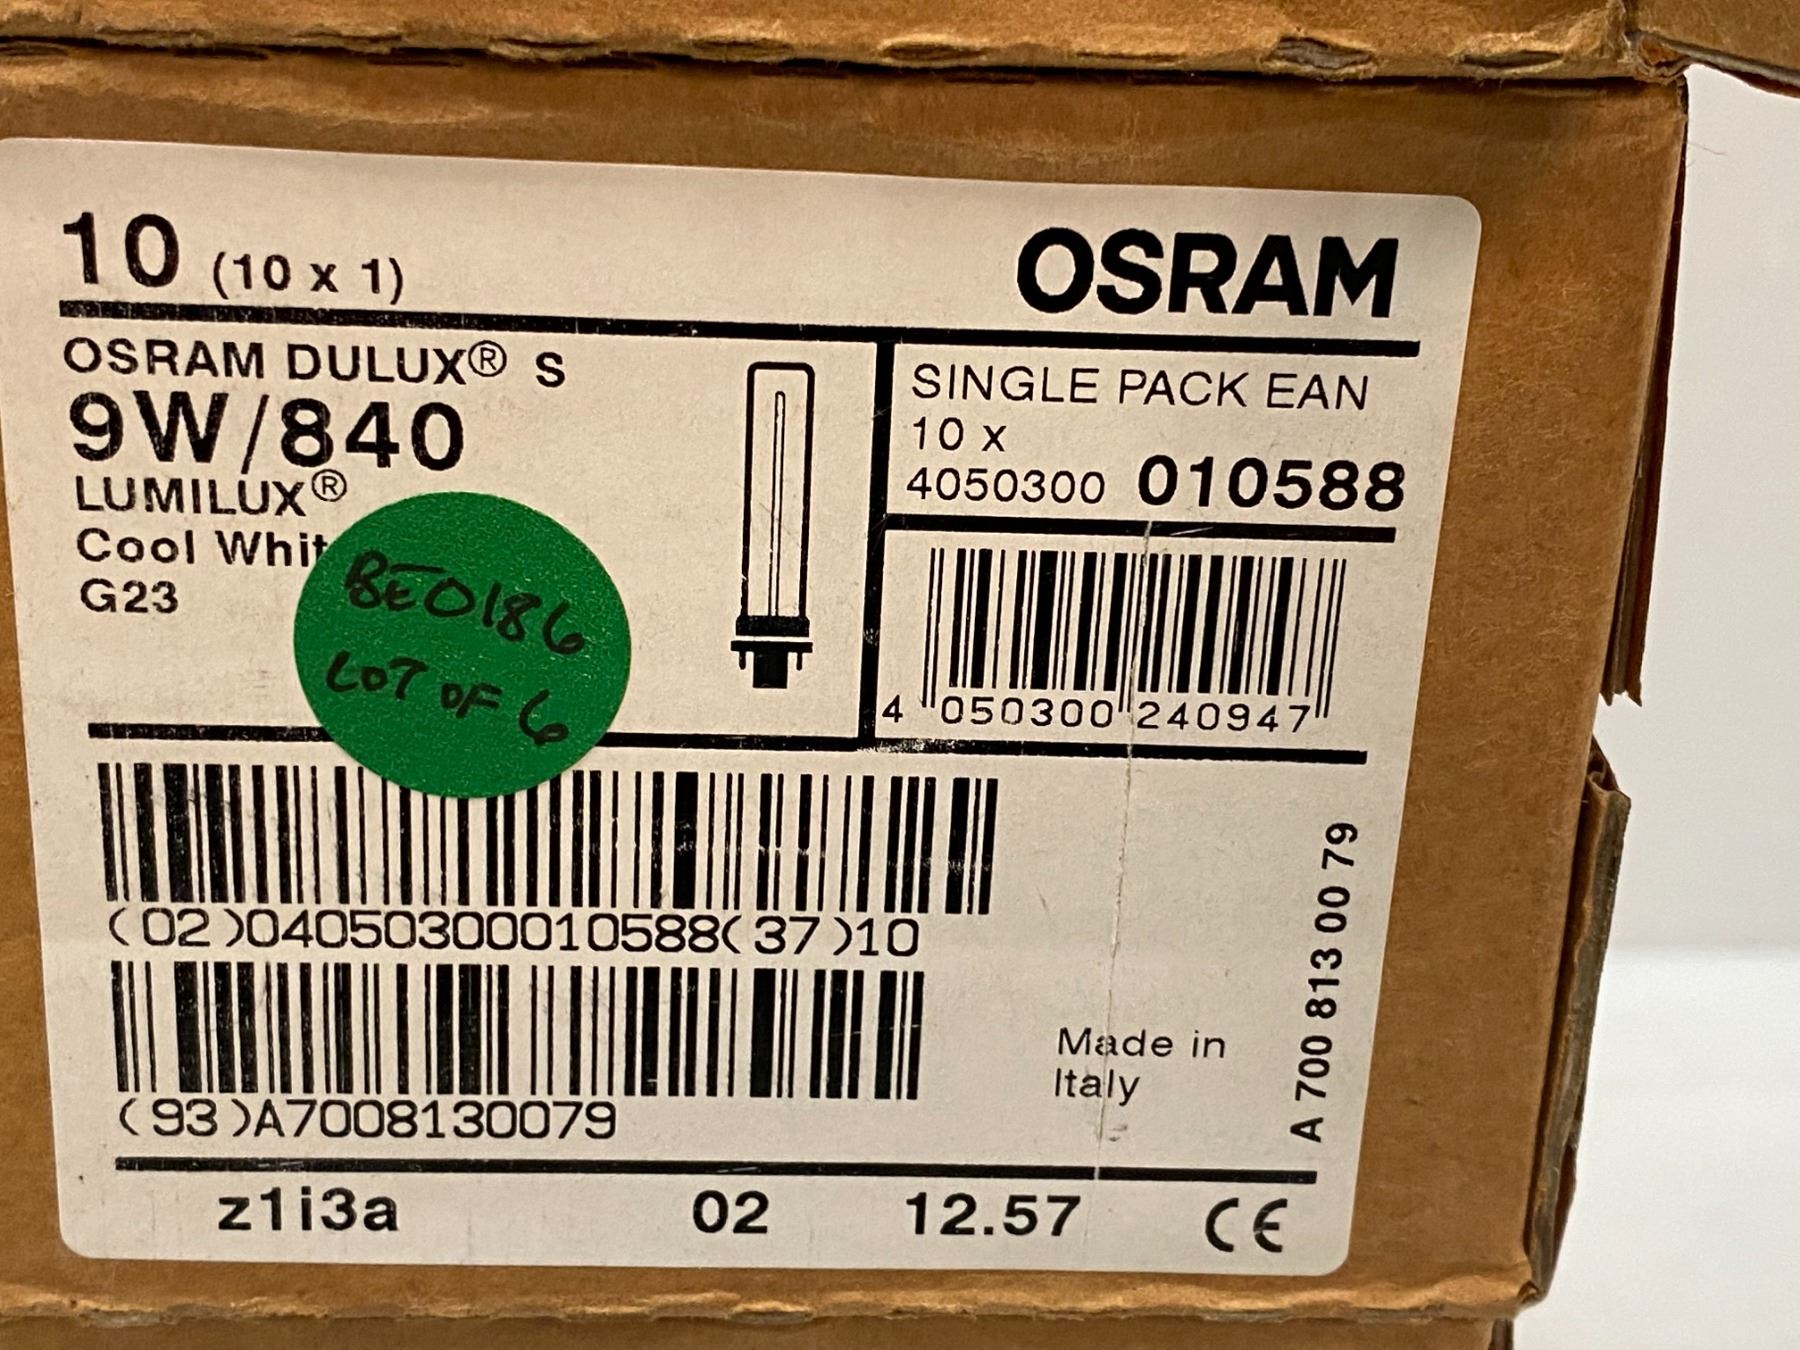 10 (10 x 1)
OSRAM
OSRAM DULUX® S
9W/840
LUMILUX®
Cool Whit
G23
BE0186
LOT OF 6
SINGLE PACK EAN
10 x
4050300 010588
4 050300 240947
(02)04050300010588(37)10
(93)A7008130079
Made in
Italy
A 700 813 00 79
z1i3a 02 12.57 CE